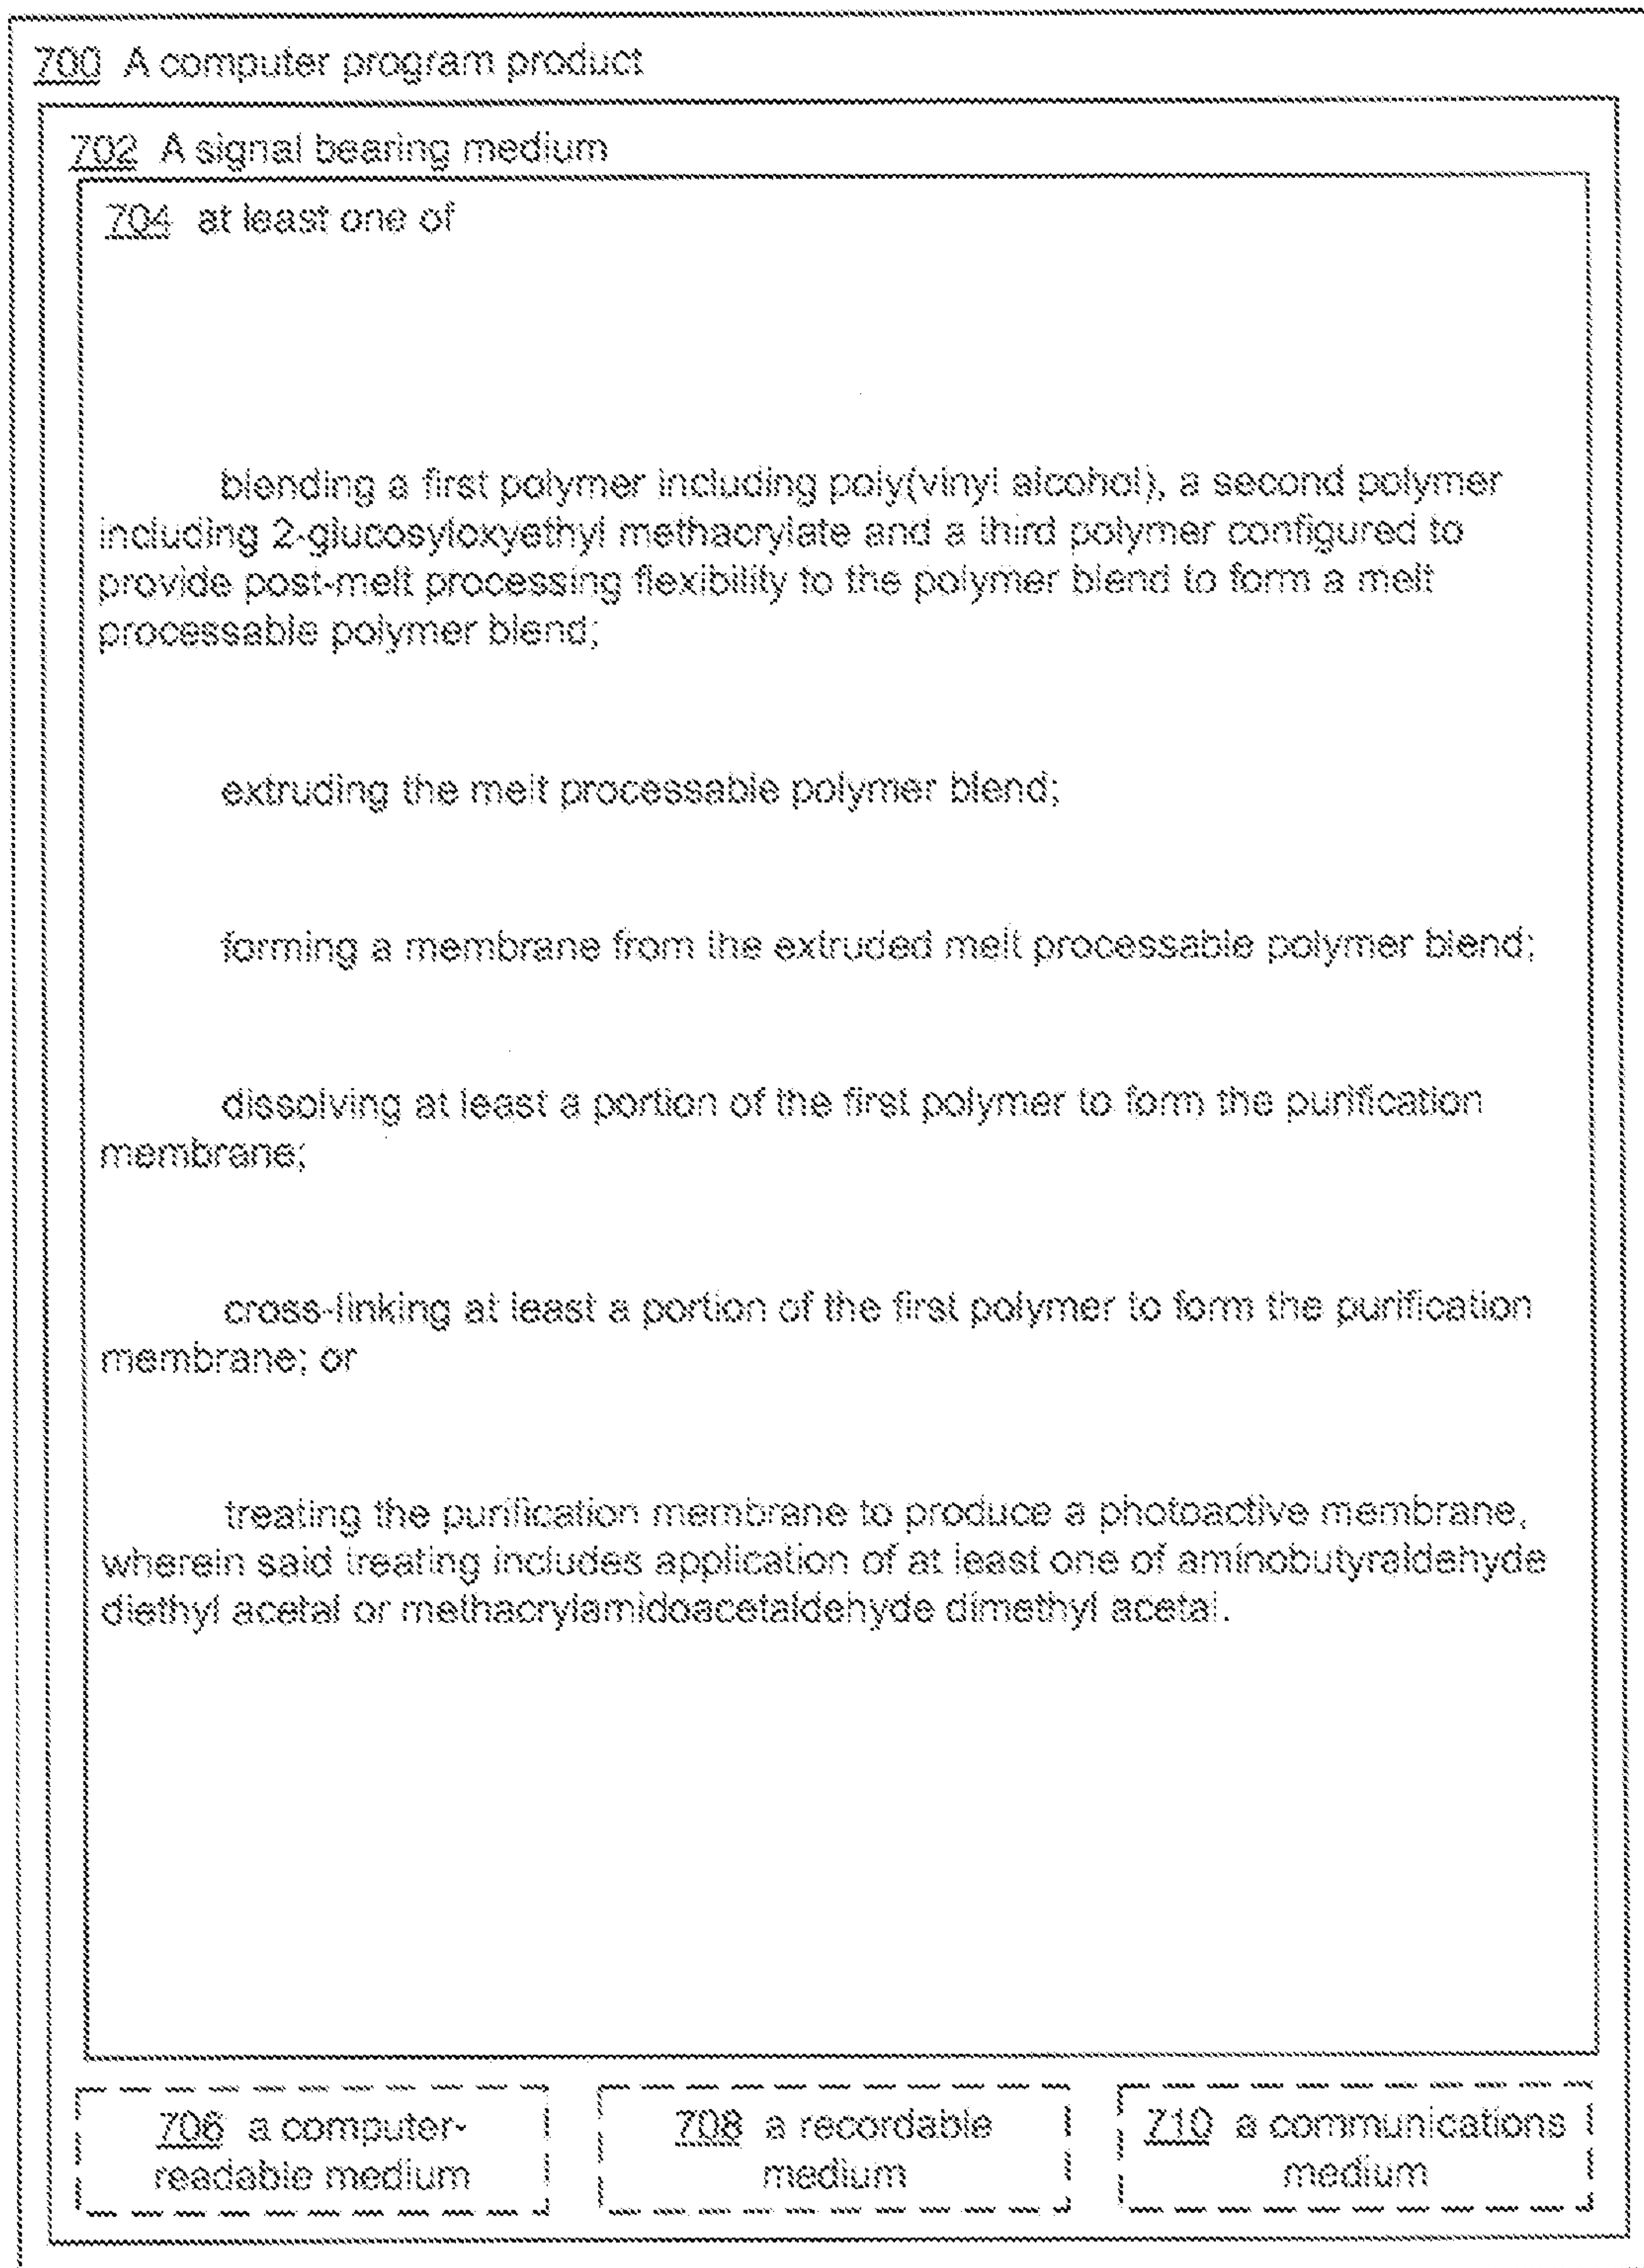 700 A computer program product
702 A signal bearing medium
704 at least one of
blending a first polymer including poly(vinyl alcohol), a second polymer
including 2-glucosyloxyethyl methacrylate and a third polymer configured to
provide post-melt processing flexibility to the polymer blend to form a melt
processable polymer blend;
extruding the melt processable polymer blend;
forming a membrane from the extruded melt processable polymer blend;
dissolving at least a portion of the first polymer to form the purification
membrane;
cross-linking at least a portion of the first polymer to form the purification
membrane; or
treating the purification membrane to produce a photoactive membrane,
wherein said treating includes application of at least one of aminobutyraldehyde
diethyl acetal or methacrylamidoacetaldehyde dimethyl acetal.
706 a computer-
readable medium
708 a recordable
medium
710 a communications
medium